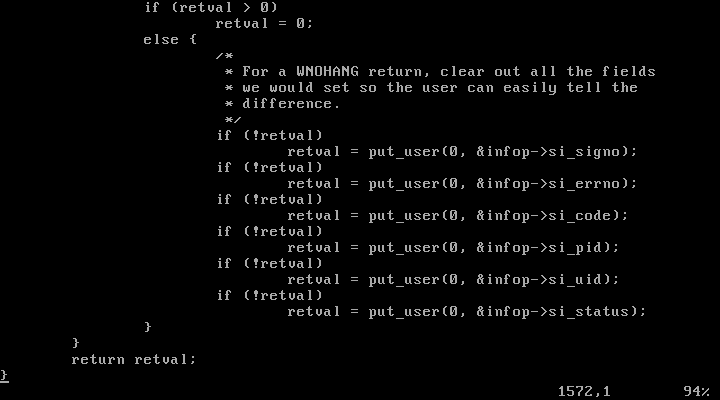 if (retval > 0)
retval = 0;
else {
/*
* For a WNOHANG return, clear out all the fields
* we would set so the user can easily tell the
* difference.
*/
if (!retval)
retval = put_user(0, &infop->si_signo);
if (!retval)
retval = put_user(0, &infop->si_errno);
if (!retval)
retval = put_user(0, &infop->si_code);
if (!retval)
retval = put_user(0, &infop->si_pid);
if (!retval)
retval = put_user(0, &infop->si_uid);
if (!retval)
retval = put_user(0, &infop->si_status);
}
}
return retval;
}
1572,1 94%